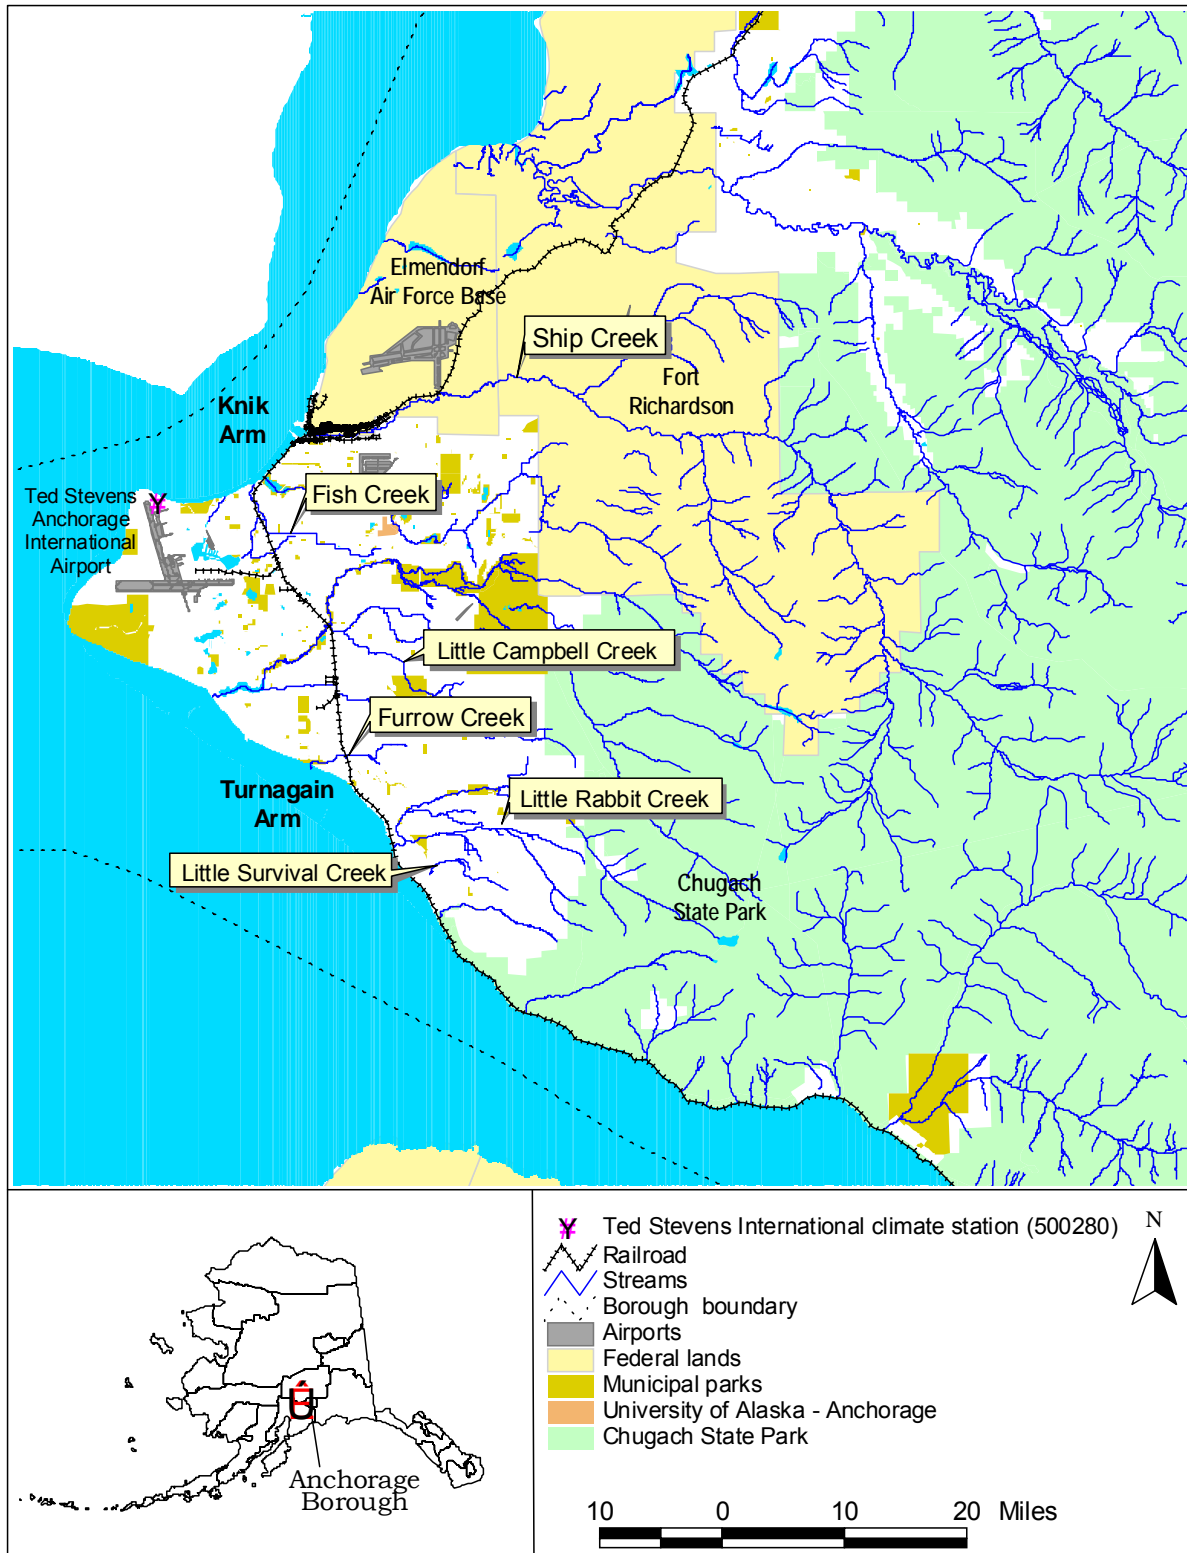 Elmendorf
Air Force Base
Ship Creek
Fort
Richardson
Knik
Arm
Ted Stevens
Anchorage
International
Airport
Fish Creek
Little Campbell Creek
Furrow Creek
Turnagain
Arm
Little Rabbit Creek
Little Survival Creek
Chugach
State Park
Anchorage
Borough
Ted Stevens International climate station (500280)
Railroad
Streams
Borough boundary
Airports
Federal lands
Municipal parks
University of Alaska - Anchorage
Chugach State Park
N
10 0 10 20 Miles